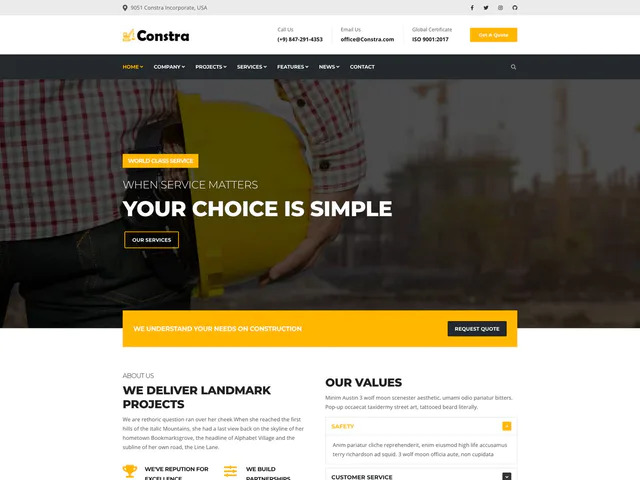 9051 Constra Incorporate, USA
Constra
Call Us
(+9) 847-291-4353
Email Us
office@Constra.com
Global Certificate
ISO 9001:2017
Get A Quote
HOME
COMPANY
PROJECTS
SERVICES
FEATURES
NEWS
CONTACT
WORLD CLASS SERVICE
WHEN SERVICE MATTERS
YOUR CHOICE IS SIMPLE
OUR SERVICES
WE UNDERSTAND YOUR NEEDS ON CONSTRUCTION
REQUEST QUOTE
ABOUT US
WE DELIVER LANDMARK
PROJECTS
We are rethoric question ran over her cheek When she reached the first
hills of the Italic Mountains, she had a last view back on the skyline of her
hometown Bookmarksgrove, the headline of Alphabet Village and the
subline of her own road, the Line Lane.
WE'VE REPUTION FOR
EXCELLENCE
WE BUILD
PARTNERSHIPS
OUR VALUES
Minim Austin 3 wolf moon scenester aesthetic, umami odio pariatur bitters.
Pop-up occaecat taxidermy street art, tattooed beard literally.
SAFETY
Anim pariatur cliche reprehenderit, enim eiusmod high life accusamus
terry richardson ad squid. 3 wolf moon officia aute, non cupidata
CUSTOMER SERVICE